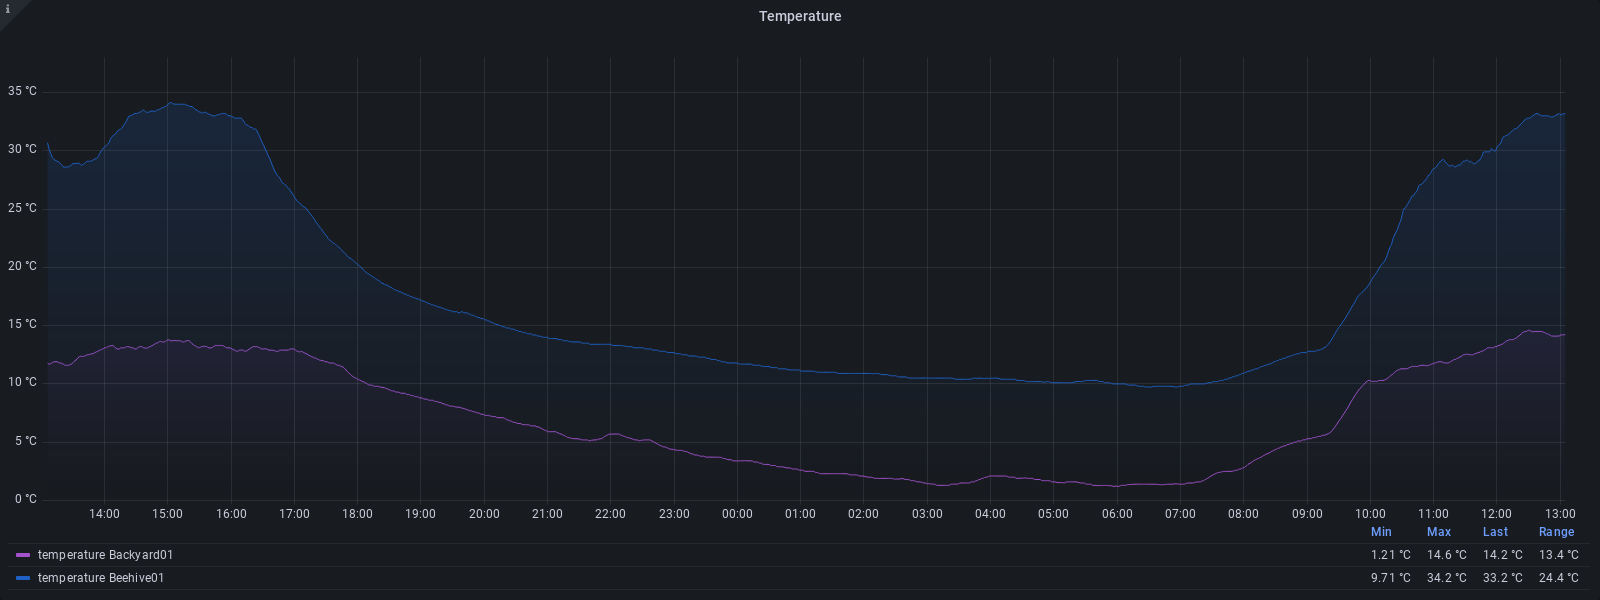 i
Temperature
35 °C
30 °C
25 °C
20 °C
15 °C
10 °C
5 °C
0 °C
14:00 15:00 16:00 17:00 18:00 19:00 20:00 21:00 22:00 23:00 00:00 01:00 02:00 03:00 04:00 05:00 06:00 07:00 08:00 09:00 10:00 11:00 12:00 13:00
Min Max Last Range
temperature Backyard01 1.21 °C 14.6 °C 14.2 °C 13.4 °C
temperature Beehive01 9.71 °C 34.2 °C 33.2 °C 24.4 °C